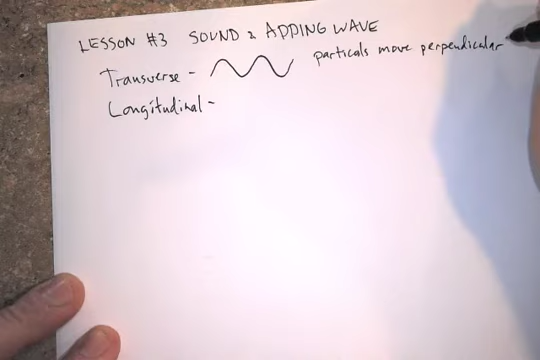 LESSON #3 SOUND & ADDING WAVE
Transverse - particals move perpendicular
Longitudinal -